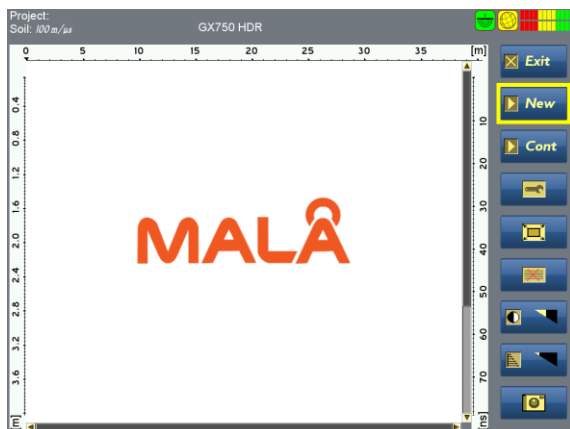 Project:
Soil: 100 m/µs
GX750 HDR
0 5 10 15 20 25 30 35 [m]
Exit
New
Cont
0.4
0.8
1.2
1.6
2.0
2.4
2.8
3.2
3.6
[m]
MALÅ
10
20
30
40
50
60
70
[ns]